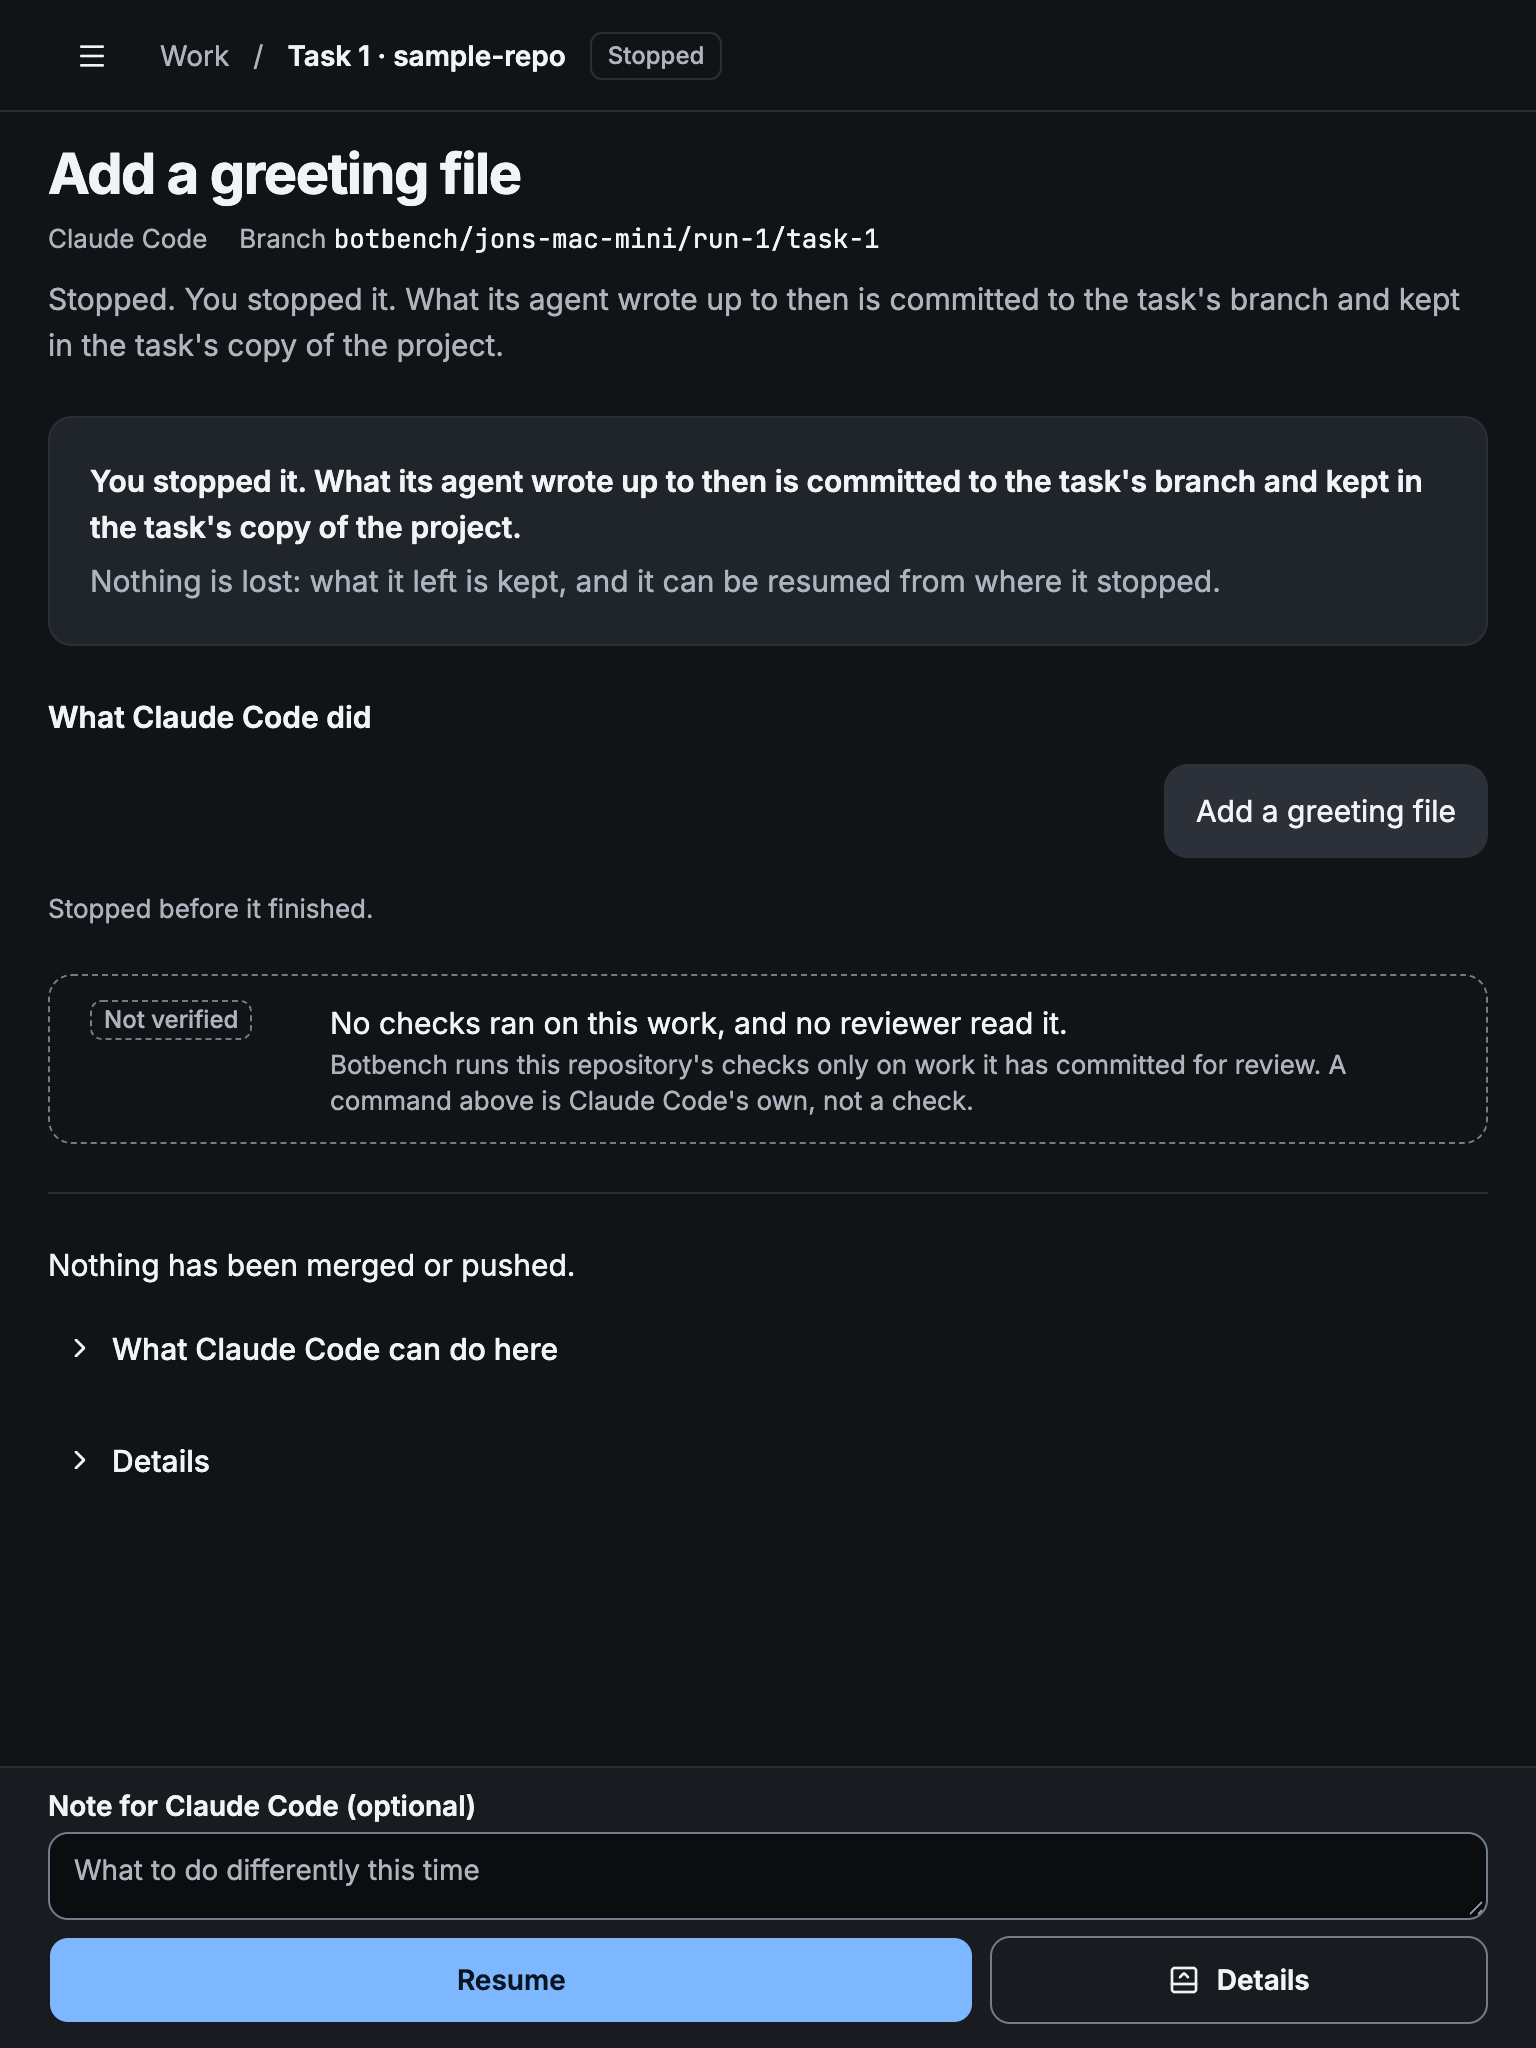 Work / Task 1 · sample-repo Stopped
Add a greeting file
Claude Code Branch botbench/jons-mac-mini/run-1/task-1
Stopped. You stopped it. What its agent wrote up to then is committed to the task's branch and kept
in the task's copy of the project.
You stopped it. What its agent wrote up to then is committed to the task's branch and kept in
the task's copy of the project.
Nothing is lost: what it left is kept, and it can be resumed from where it stopped.
What Claude Code did
Add a greeting file
Stopped before it finished.
Not verified No checks ran on this work, and no reviewer read it.
Botbench runs this repository's checks only on work it has committed for review. A
command above is Claude Code's own, not a check.
Nothing has been merged or pushed.
What Claude Code can do here
Details
Note for Claude Code (optional)
What to do differently this time
Resume Details